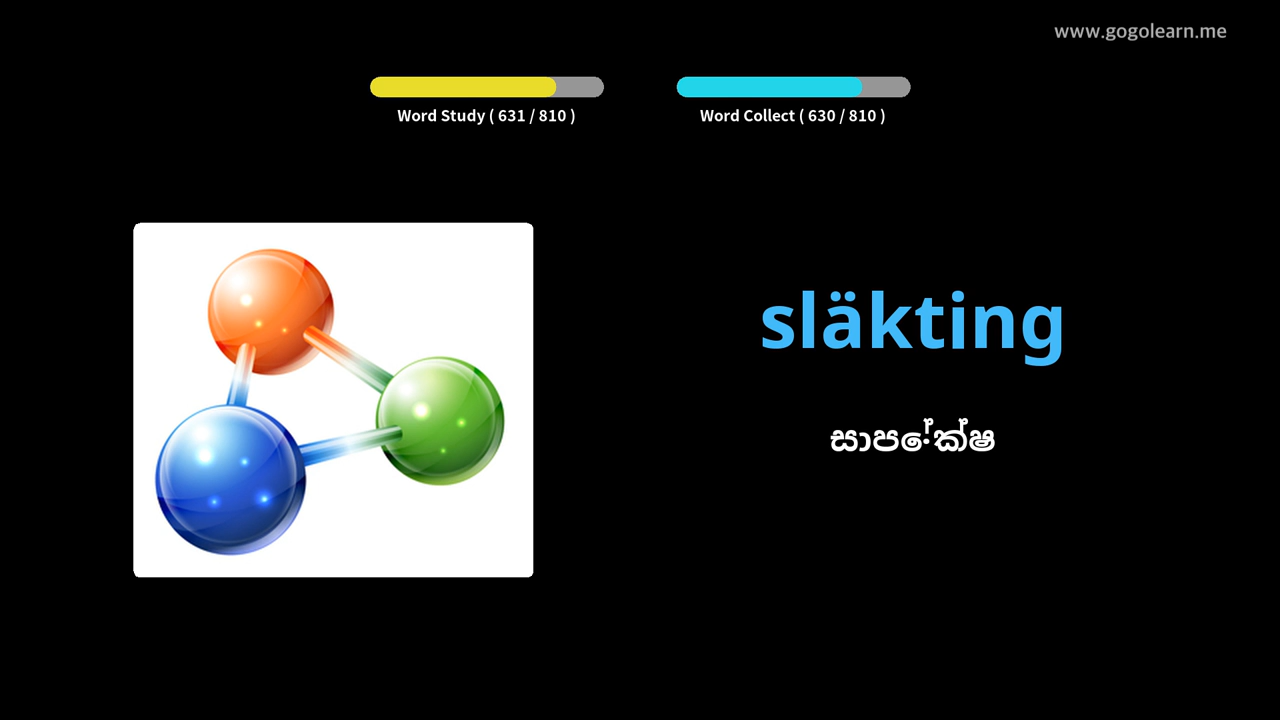 www.gogolearn.me
Word Study ( 631 / 810 )
Word Collect ( 630 / 810 )
släkting
සාපේක්ෂ